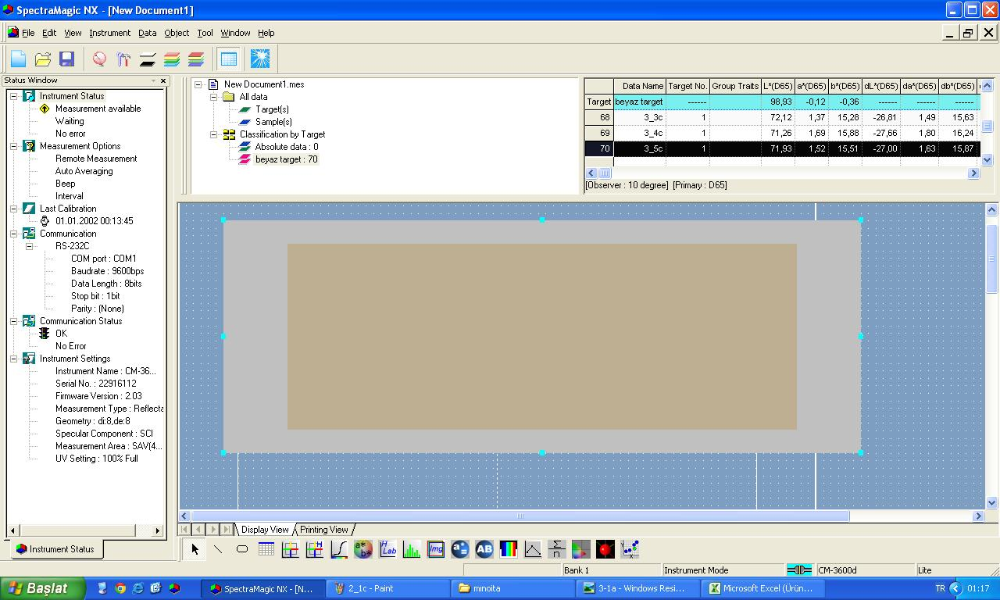 SpectraMagic NX - [New Document1]
File Edit View Instrument Data Object Tool Window Help
Status Window
Instrument Status
Measurement available
Waiting
No error
Measurement Options
Remote Measurement
Auto Averaging
Beep
Interval
Last Calibration
01.01.2002 00:13:45
Communication
RS-232C
COM port : COM1
Baudrate : 9600bps
Data Length : 8bits
Stop bit : 1bit
Parity : (None)
Communication Status
OK
No Error
Instrument Settings
Instrument Name : CM-36...
Serial No. : 22916112
Firmware Version : 2.03
Measurement Type : Reflecta
Geometry : di:8,de:8
Specular Component : SCI
Measurement Area : SAV(4...
UV Setting : 100% Full
Instrument Status
New Document1.mes
All data
Target(s)
Sample(s)
Classification by Target
Absolute data : 0
beyaz target : 70
Data Name Target No. Group Traits L*(D65) a*(D65) b*(D65) dL*(D65) da*(D65) db*(D65)
Target beyaz target ------ 98,93 -0,12 -0,36 ------ ------ ------
68 3_3c 1 72,12 1,37 15,28 -26,81 1,49 15,63
69 3_4c 1 71,26 1,69 15,89 -27,66 1,80 16,24
70 3_5c 1 71,93 1,52 15,51 -27,00 1,63 15,87
[Observer : 10 degree] [Primary : D65]
Display View Printing View
H Lab Img a= AB Σ n
Bank 1 Instrument Mode CM-3600d Lite
Başlat SpectraMagic NX - [N... 2_1c - Paint minolta 3-1a - Windows Resi... Microsoft Excel (Ürün... TR 01:17